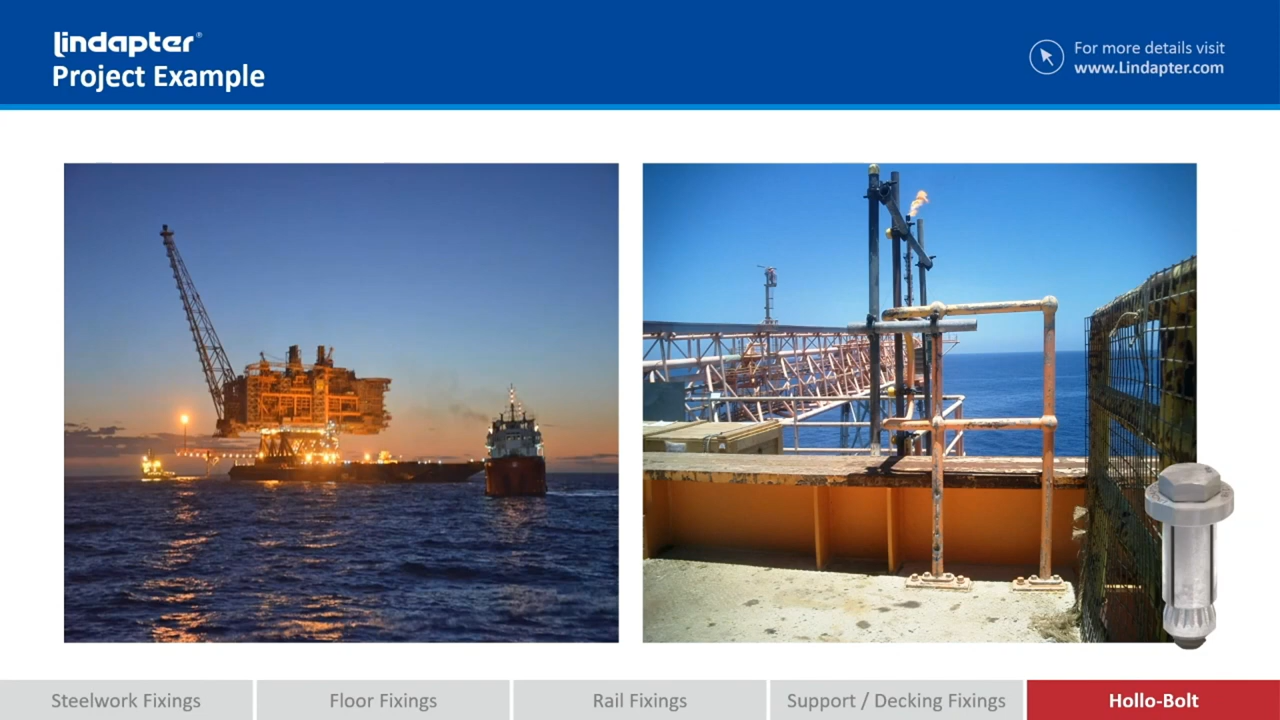 lindapter®
Project Example
For more details visit
www.Lindapter.com
Steelwork Fixings
Floor Fixings
Rail Fixings
Support / Decking Fixings
Hollo-Bolt